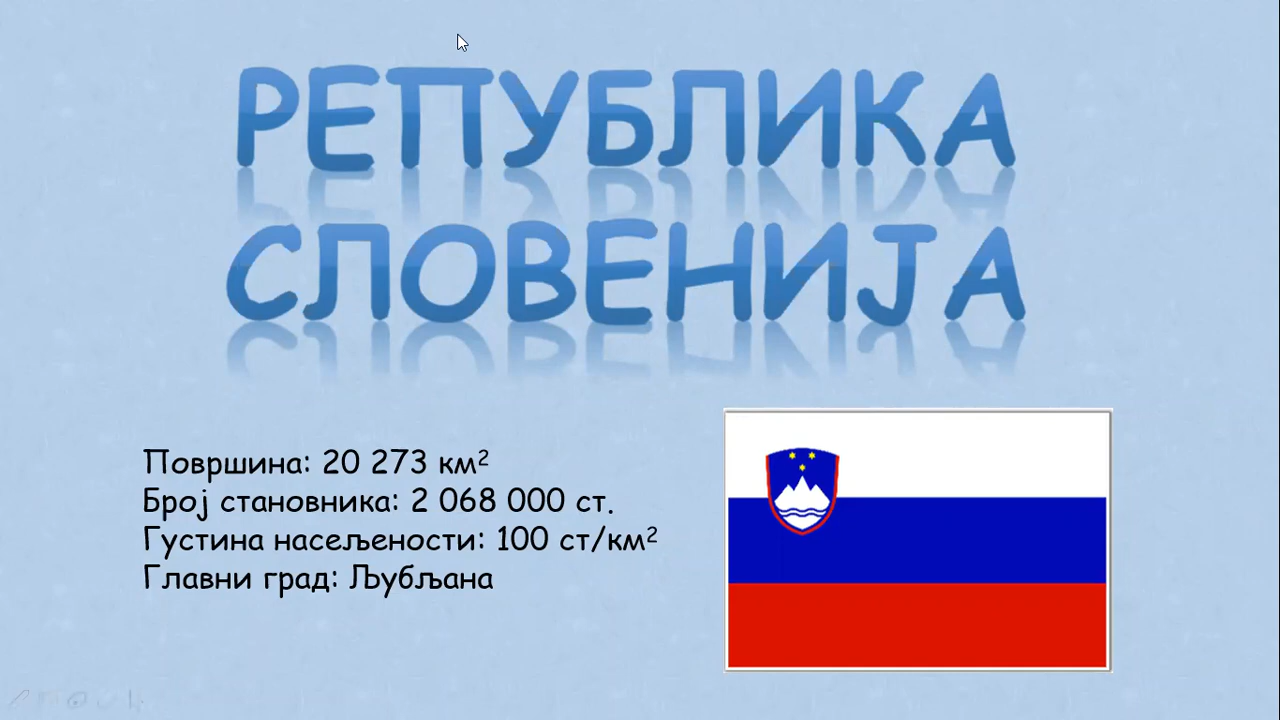 РЕПУБЛИКА
СЛОВЕНИЈА
Површина: 20 273 км²
Број становника: 2 068 000 ст.
Густина насељености: 100 ст/км²
Главни град: Љубљана